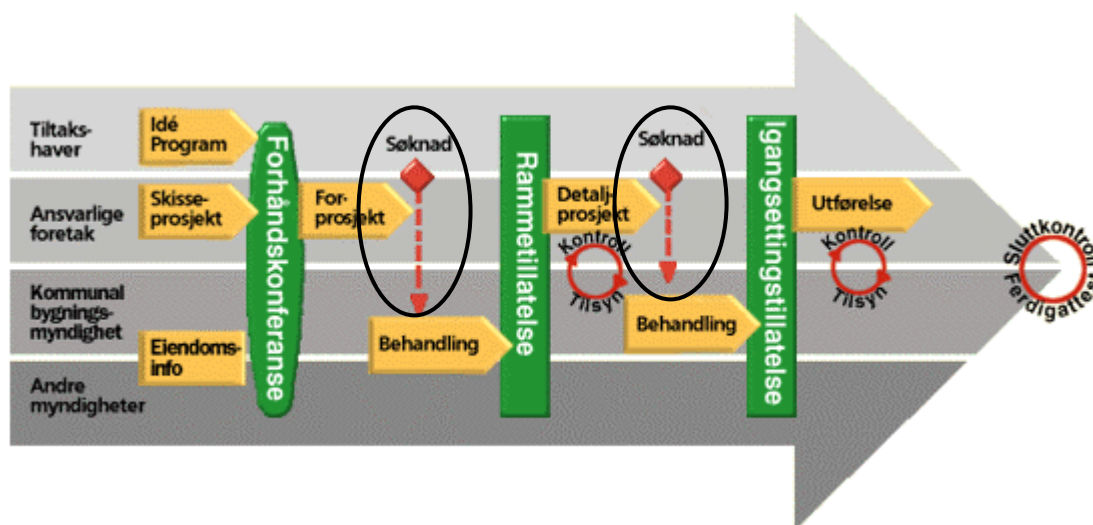 Tiltaks-
haver
Idé
Program
Søknad
Søknad
Ansvarlige
foretak
Skisse-
prosjekt
Forhåndskonferanse
For-
prosjekt
Rammetillatelse
Detalj-
prosjekt
Kontroll
Tilsyn
Igangsettingstillatelse
Utførelse
Kontroll
Tilsyn
Sluttkontroll
Ferdigattest
Kommunal
bygnings-
myndighet
Eiendoms-
info
Behandling
Behandling
Andre
myndigheter